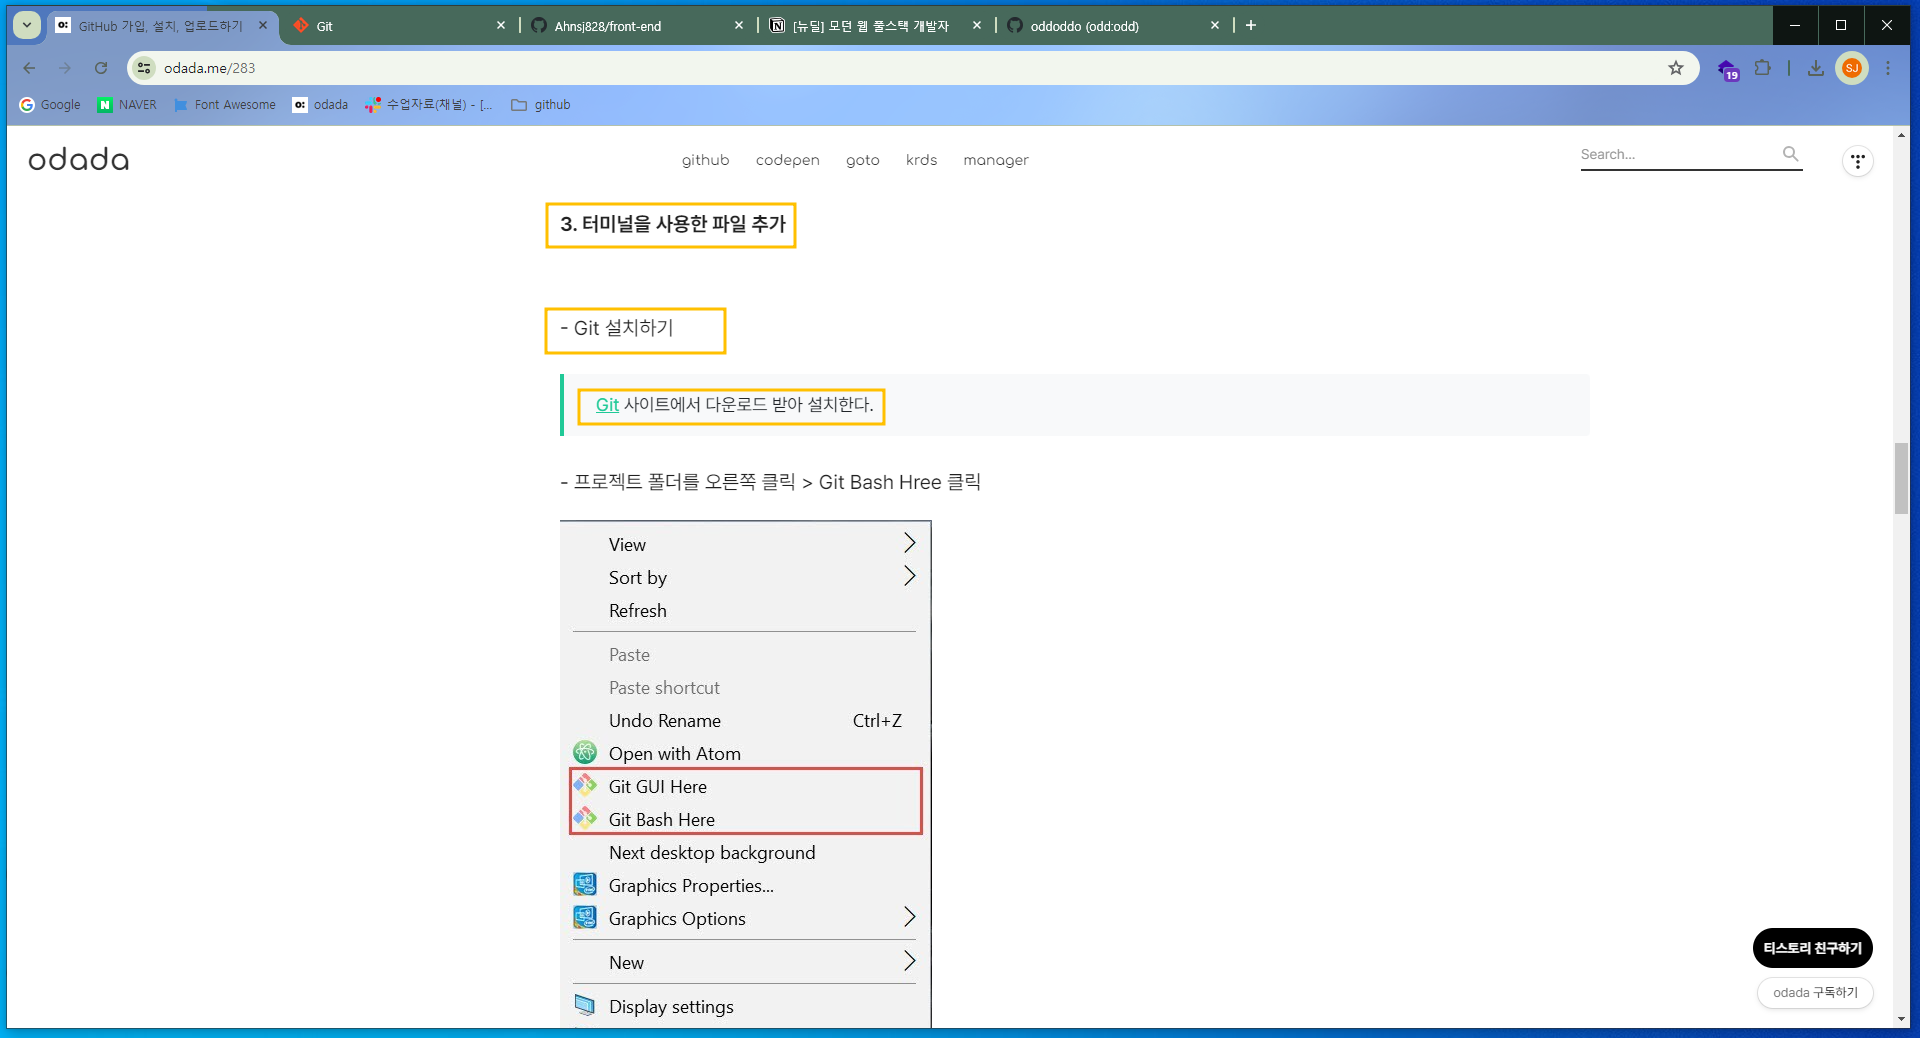 GitHub 가입, 설치, 업로드하기
Git
Ahnsj828/front-end
[뉴딜] 모던 웹 풀스택 개발자
oddoddo (odd:odd)
odada.me/283
19
SJ
Google
NAVER
Font Awesome
odada
수업자료(채널) - [...
github
odada
github
codepen
goto
krds
manager
Search...
3. 터미널을 사용한 파일 추가
- Git 설치하기
Git 사이트에서 다운로드 받아 설치한다.
- 프로젝트 폴더를 오른쪽 클릭 > Git Bash Hree 클릭
View
Sort by
Refresh
Paste
Paste shortcut
Undo Rename Ctrl+Z
Open with Atom
Git GUI Here
Git Bash Here
Next desktop background
Graphics Properties...
Graphics Options
New
Display settings
티스토리 친구하기
odada 구독하기